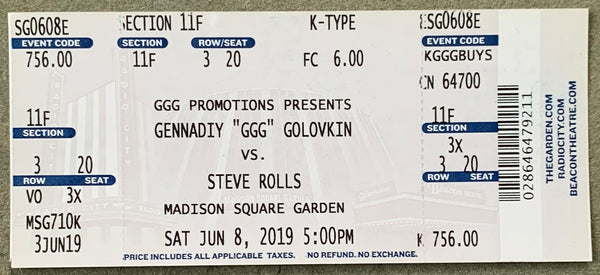 SG0608E
EVENT CODE
756.00
11F
SECTION
3 20
ROW SEAT
VO 3X
MSG710K
3JUN19
SECTION 11F K-TYPE
SECTION ROW/SEAT
11F 3 20 FC 6.00
GGG PROMOTIONS PRESENTS
GENNADIY "GGG" GOLOVKIN
VS.
STEVE ROLLS
MADISON SQUARE GARDEN
SAT JUN 8, 2019 5:00PM
PRICE INCLUDES ALL APPLICABLE TAXES. NO REFUND. NO EXCHANGE.
ESG0608E
EVENT CODE
KGGGBUYS
CN 64700
11F
SECTION
3x
3 20
ROW SEAT
K 756.00
028646479211
THEGARDEN.COM
RADIOCITY.COM
BEACONTHEATRE.COM